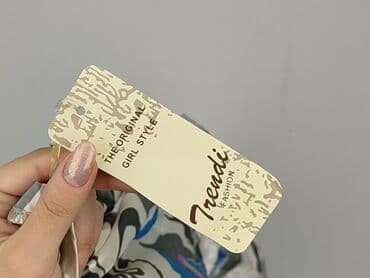 THE ORIGINAL
GIRL STYLE
Trendi
FASHION